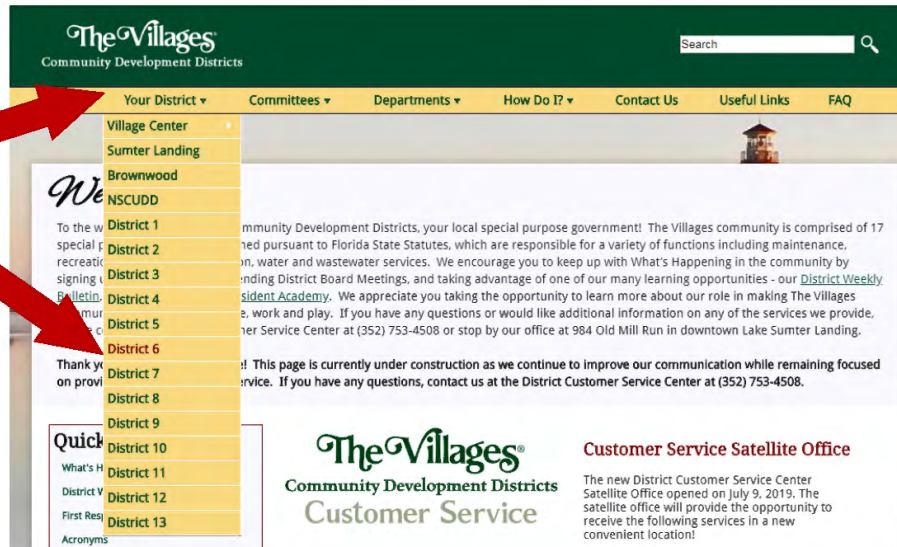 The Villages®
Community Development Districts
Search
Your District ▾ Committees ▾ Departments ▾ How Do I? ▾ Contact Us Useful Links FAQ
Village Center
Sumter Landing
Brownwood
NSCUDD
District 1
District 2
District 3
District 4
District 5
District 6
District 7
District 8
District 9
District 10
District 11
District 12
District 13
We
To the w mmunity Development Districts, your local special purpose government! The Villages community is comprised of 17
special p ned pursuant to Florida State Statutes, which are responsible for a variety of functions including maintenance,
recreatio on, water and wastewater services. We encourage you to keep up with What's Happening in the community by
signing u ending District Board Meetings, and taking advantage of one of our many learning opportunities - our District Weekly
Bulletin, sident Academy. We appreciate you taking the opportunity to learn more about our role in making The Villages
e, work and play. If you have any questions or would like additional information on any of the services we provide,
er Service Center at (352) 753-4508 or stop by our office at 984 Old Mill Run in downtown Lake Sumter Landing.
Thank yo e! This page is currently under construction as we continue to improve our communication while remaining focused
on provi ervice. If you have any questions, contact us at the District Customer Service Center at (352) 753-4508.
Quick
What's H
District W
First Resp
Acronyms
The Villages®
Community Development Districts
Customer Service
Customer Service Satellite Office
The new District Customer Service Center
Satellite Office opened on July 9, 2019. The
satellite office will provide the opportunity to
receive the following services in a new
convenient location!